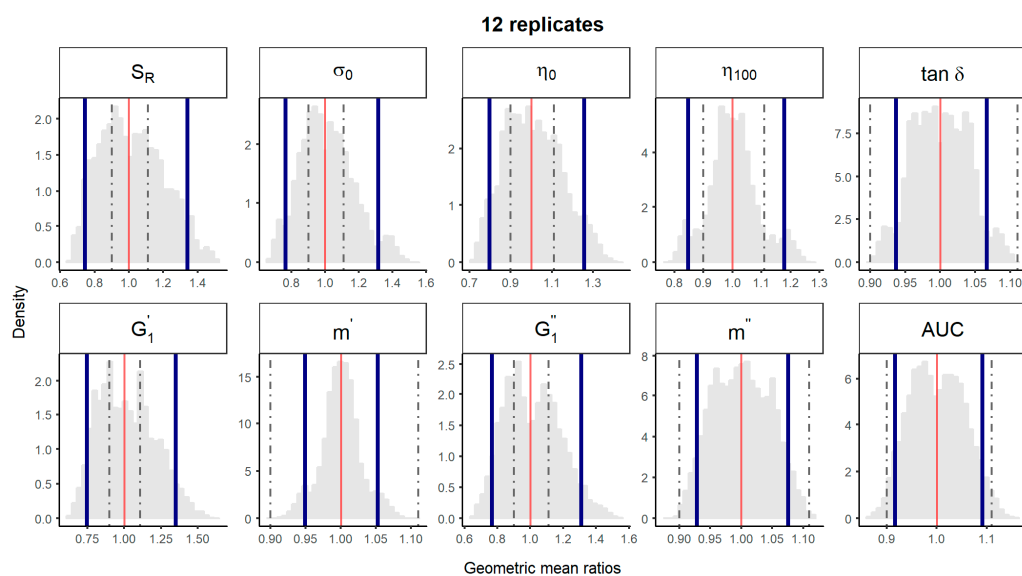 12 replicates
S_R σ_0 η_0 η_100 tan δ
2.0 1.5 1.0 0.5 0.0
2 1 0
2 1 0
4 2 0
7.5 5.0 2.5 0.0
0.6 0.8 1.0 1.2 1.4
0.8 1.0 1.2 1.4 1.6
0.7 0.9 1.0 1.1 1.3
0.8 0.9 1.0 1.1 1.2 1.3
0.90 0.95 1.00 1.05 1.10
Density
G'_1 m' G''_1 m'' AUC
2.0 1.5 1.0 0.5 0.0
15 10 5 0
2.5 2.0 1.5 1.0 0.5 0.0
8 6 4 2 0
6 4 2 0
0.75 1.00 1.25 1.50
0.90 0.95 1.00 1.05 1.10
0.6 0.8 1.0 1.2 1.4 1.6
0.90 0.95 1.00 1.05 1.10
0.9 1.0 1.1
Geometric mean ratios